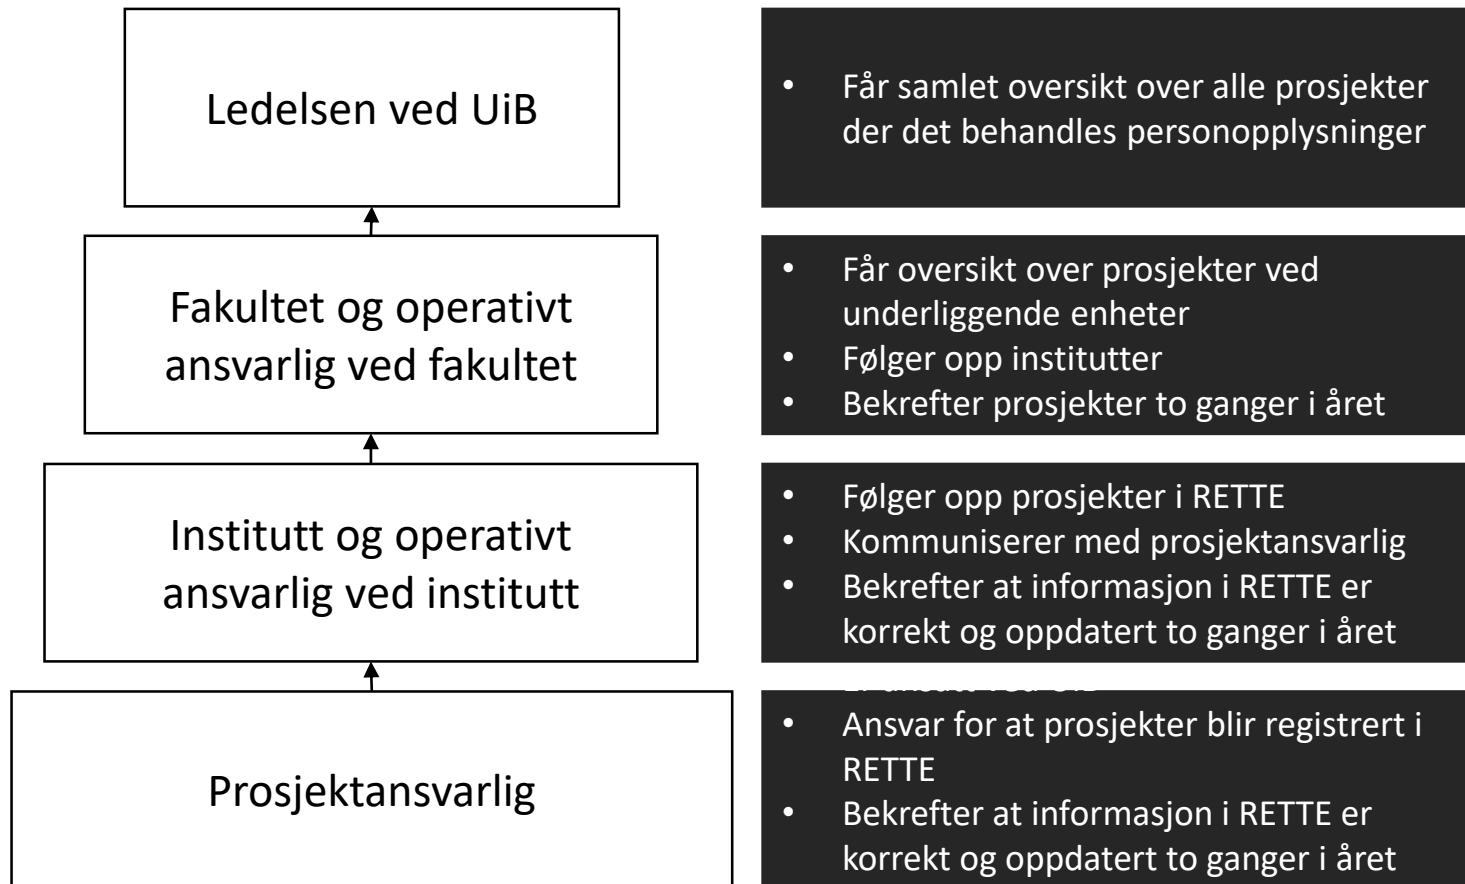 Ledelsen ved UiB
• Får samlet oversikt over alle prosjekter
der det behandles personopplysninger
Fakultet og operativt
ansvarlig ved fakultet
• Får oversikt over prosjekter ved
underliggende enheter
• Følger opp institutter
• Bekrefter prosjekter to ganger i året
Institutt og operativt
ansvarlig ved institutt
• Følger opp prosjekter i RETTE
• Kommuniserer med prosjektansvarlig
• Bekrefter at informasjon i RETTE er
korrekt og oppdatert to ganger i året
Prosjektansvarlig
• Ansvar for at prosjekter blir registrert i
RETTE
• Bekrefter at informasjon i RETTE er
korrekt og oppdatert to ganger i året